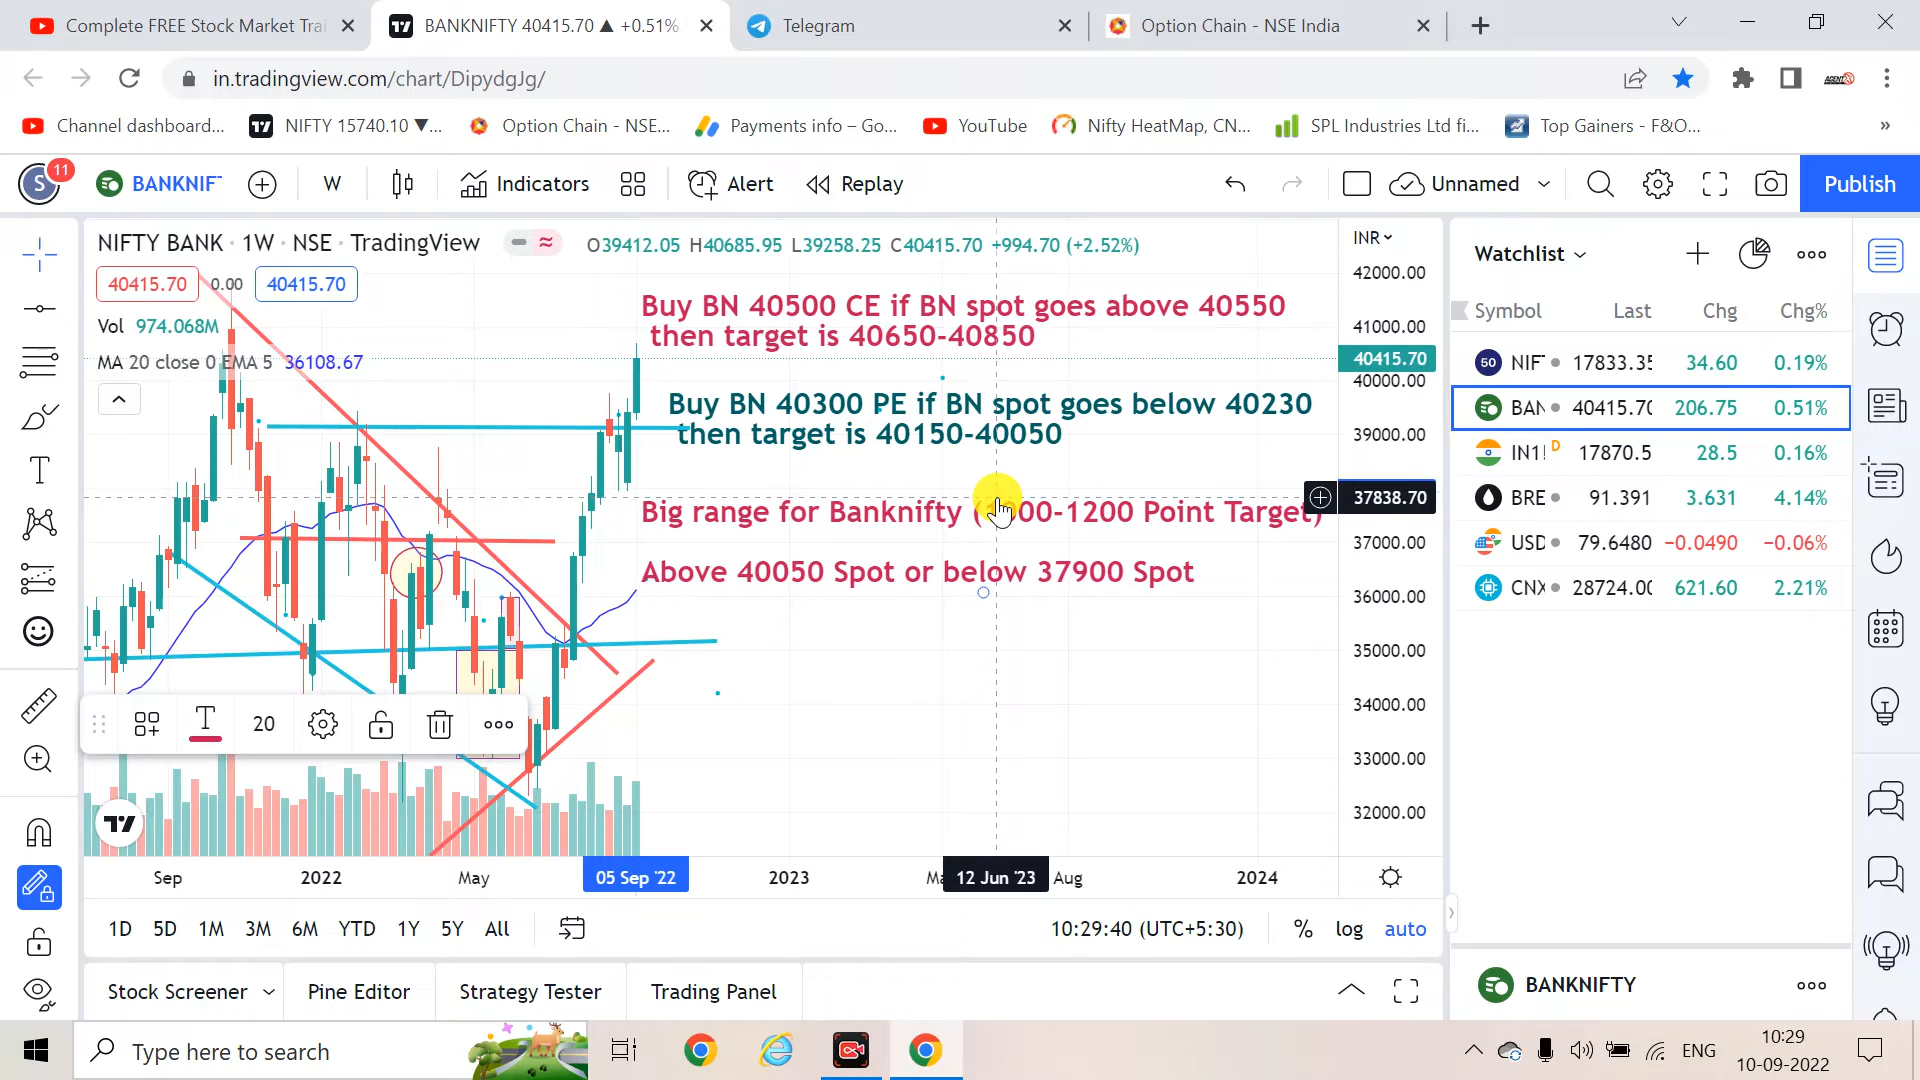 Complete FREE Stock Market Trai
BANKNIFTY 40415.70 ▲ +0.51%
Telegram
Option Chain - NSE India
in.tradingview.com/chart/DipydgJg/
Channel dashboard...
NIFTY 15740.10 ▼...
Option Chain - NSE...
Payments info – Go...
YouTube
Nifty HeatMap, CN...
SPL Industries Ltd fi...
Top Gainers - F&O...
»
S 11
BANKNIF
W
Indicators
Alert
Replay
Unnamed
Publish
NIFTY BANK · 1W · NSE · TradingView
O39412.05 H40685.95 L39258.25 C40415.70 +994.70 (+2.52%)
40415.70 0.00 40415.70
Vol 974.068M
MA 20 close 0 EMA 5 36108.67
Buy BN 40500 CE if BN spot goes above 40550
then target is 40650-40850
Buy BN 40300 PE if BN spot goes below 40230
then target is 40150-40050
Big range for Banknifty (1000-1200 Point Target)
Above 40050 Spot or below 37900 Spot
INR
42000.00
41000.00
40415.70
40000.00
39000.00
37838.70
37000.00
36000.00
35000.00
34000.00
33000.00
32000.00
T 20
Sep 2022 May 05 Sep '22 2023 Ma 12 Jun '23 Aug 2024
1D 5D 1M 3M 6M YTD 1Y 5Y All
10:29:40 (UTC+5:30) % log auto
Stock Screener
Pine Editor
Strategy Tester
Trading Panel
Watchlist
Symbol Last Chg Chg%
50 NIF 17833.35 34.60 0.19%
BAN 40415.70 206.75 0.51%
IN1! D 17870.5 28.5 0.16%
BRE 91.391 3.631 4.14%
USD 79.6480 −0.0490 −0.06%
CNX 28724.00 621.60 2.21%
BANKNIFTY
Type here to search
ENG
10:29
10-09-2022